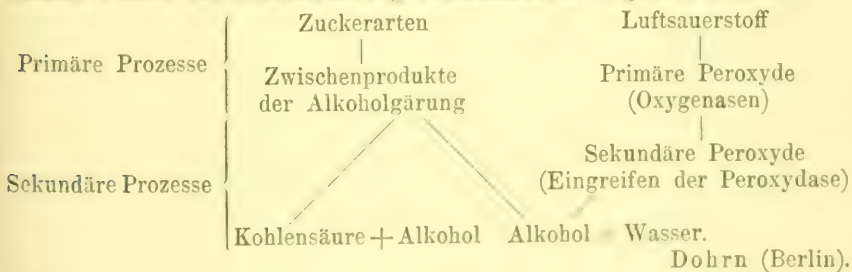 Zuckerarten Luftsauerstoff
Primäre Prozesse Zwischenprodukte Primäre Peroxyde
der Alkoholgärung (Oxygenasen)
Sekundäre Peroxyde
Sekundäre Prozesse (Eingreifen der Peroxydase)
Kohlensäure + Alkohol Alkohol Wasser.
Dohrn (Berlin).